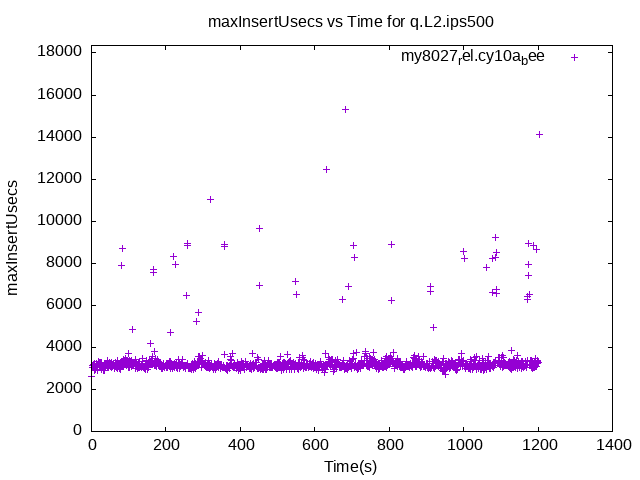 maxInsertUsecs vs Time for q.L2.ips500
my8027rel.cy10abee
18000
16000
14000
12000
10000
8000
6000
4000
2000
0
maxInsertUsecs
0 200 400 600 800 1000 1200 1400
Time(s)